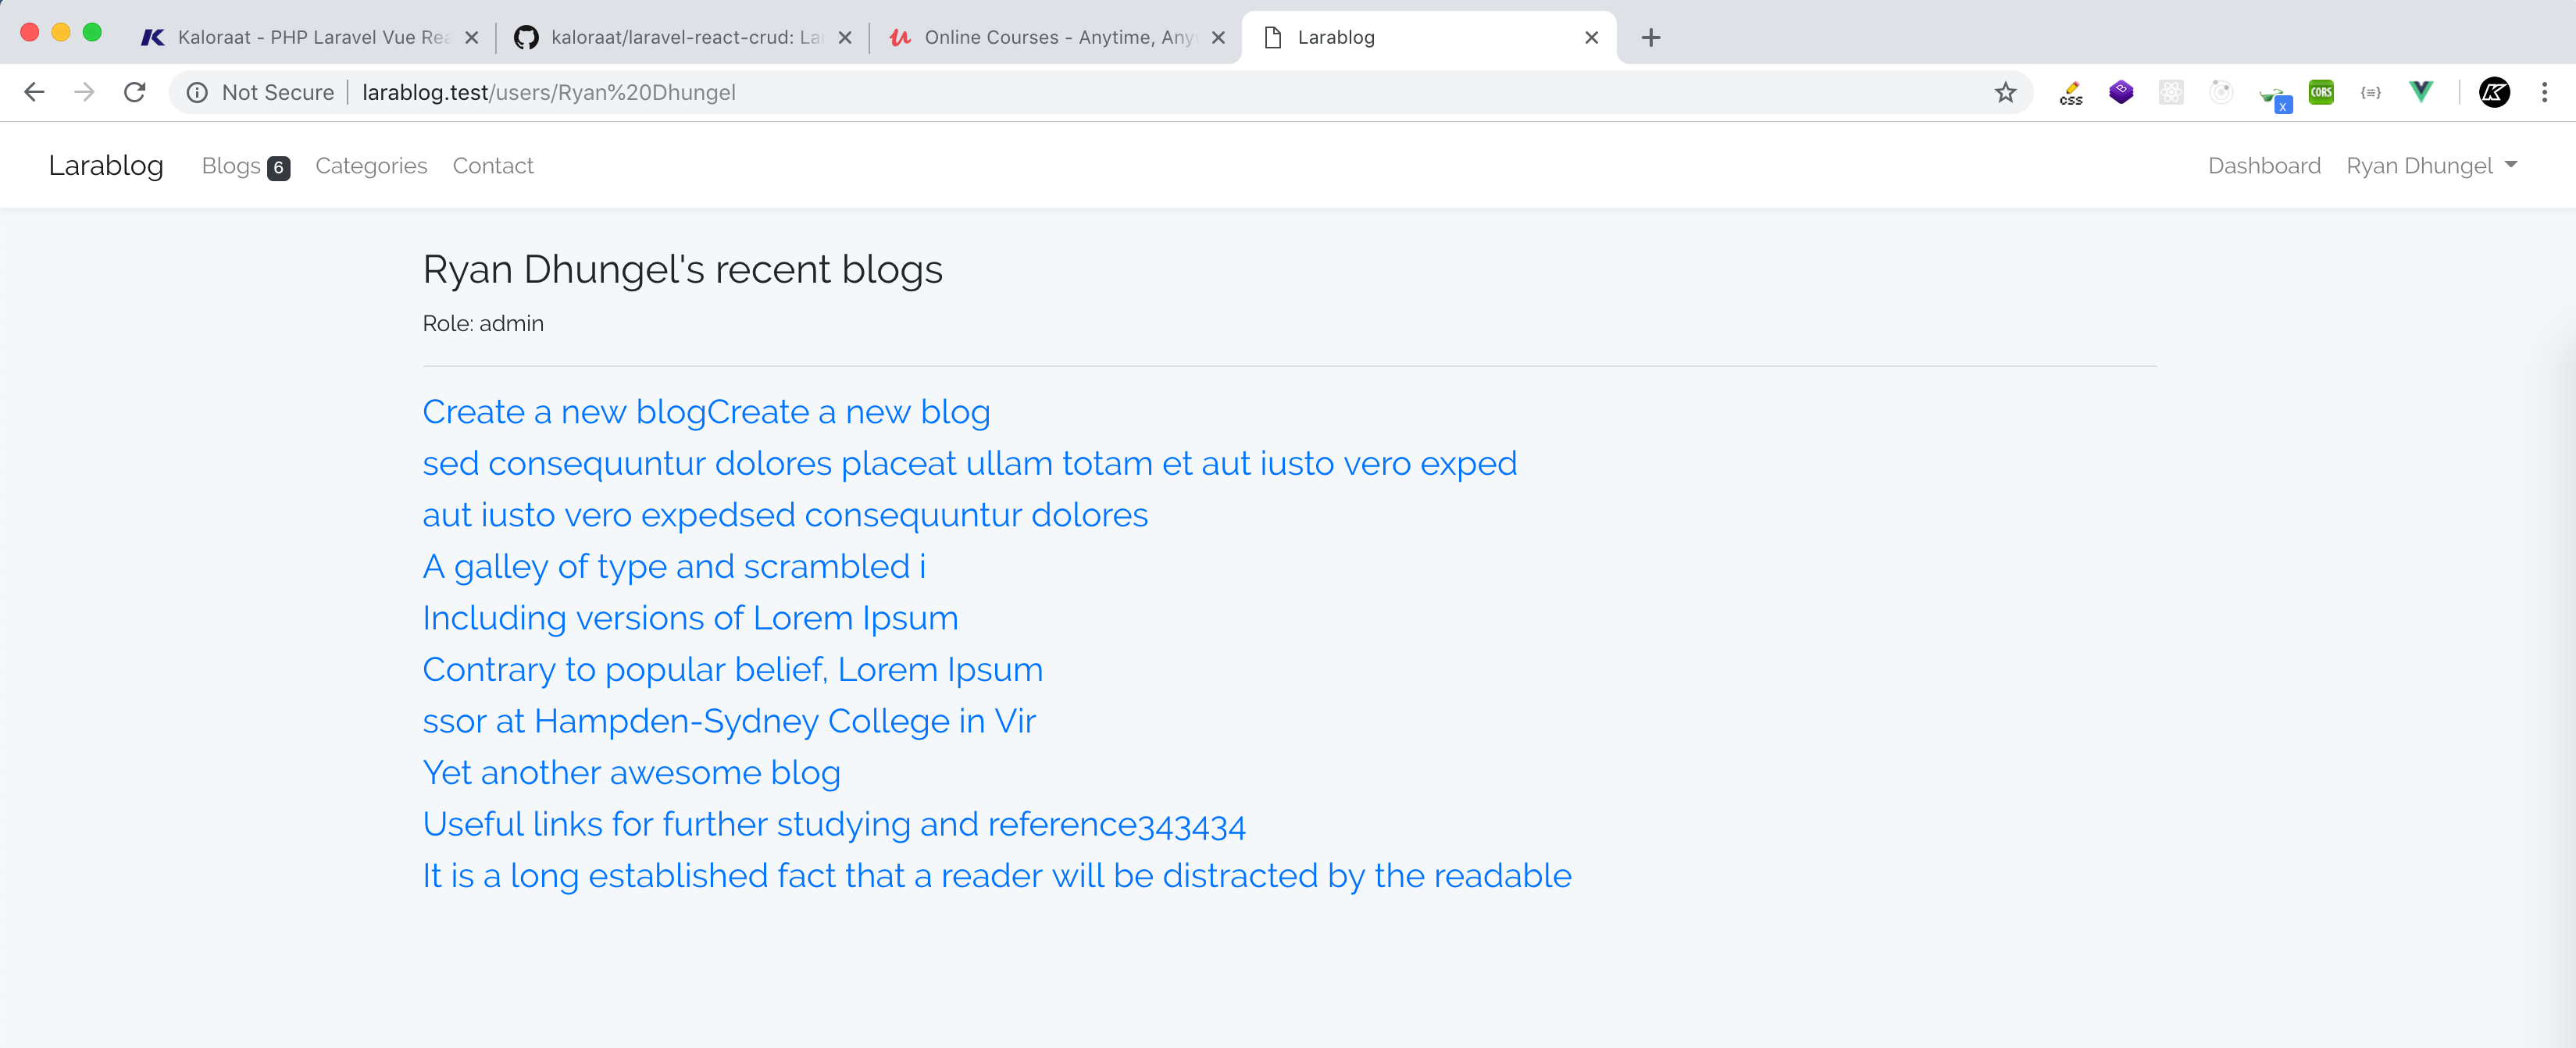 Kaloraat - PHP Laravel Vue Rea
kaloraat/laravel-react-crud: La
Online Courses - Anytime, Any
Larablog
Not Secure larablog.test/users/Ryan%20Dhungel
css B x CORS
Larablog Blogs 6 Categories Contact Dashboard Ryan Dhungel
Ryan Dhungel's recent blogs
Role: admin
Create a new blogCreate a new blog
sed consequuntur dolores placeat ullam totam et aut iusto vero exped
aut iusto vero expedsed consequuntur dolores
A galley of type and scrambled i
Including versions of Lorem Ipsum
Contrary to popular belief, Lorem Ipsum
ssor at Hampden-Sydney College in Vir
Yet another awesome blog
Useful links for further studying and reference343434
It is a long established fact that a reader will be distracted by the readable